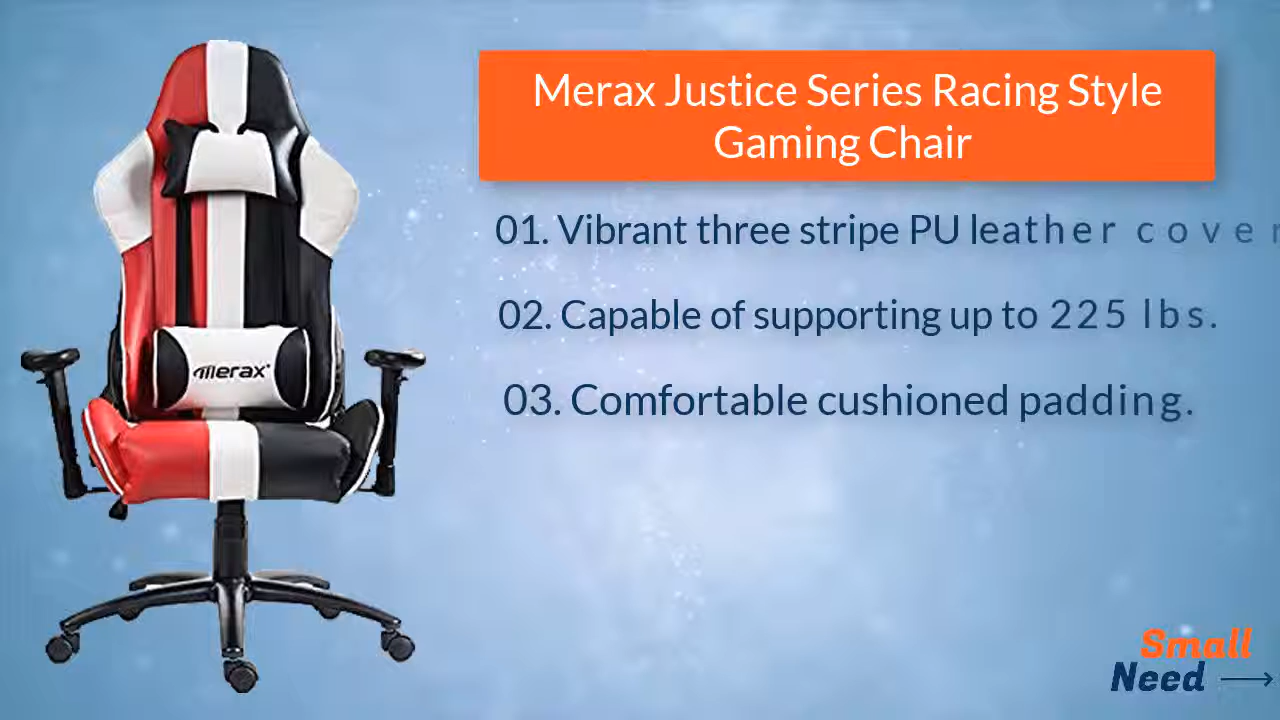 Merax Justice Series Racing Style
Gaming Chair
01. Vibrant three stripe PU leather cover
02. Capable of supporting up to 225 lbs.
03. Comfortable cushioned padding.
merax
Small
Need